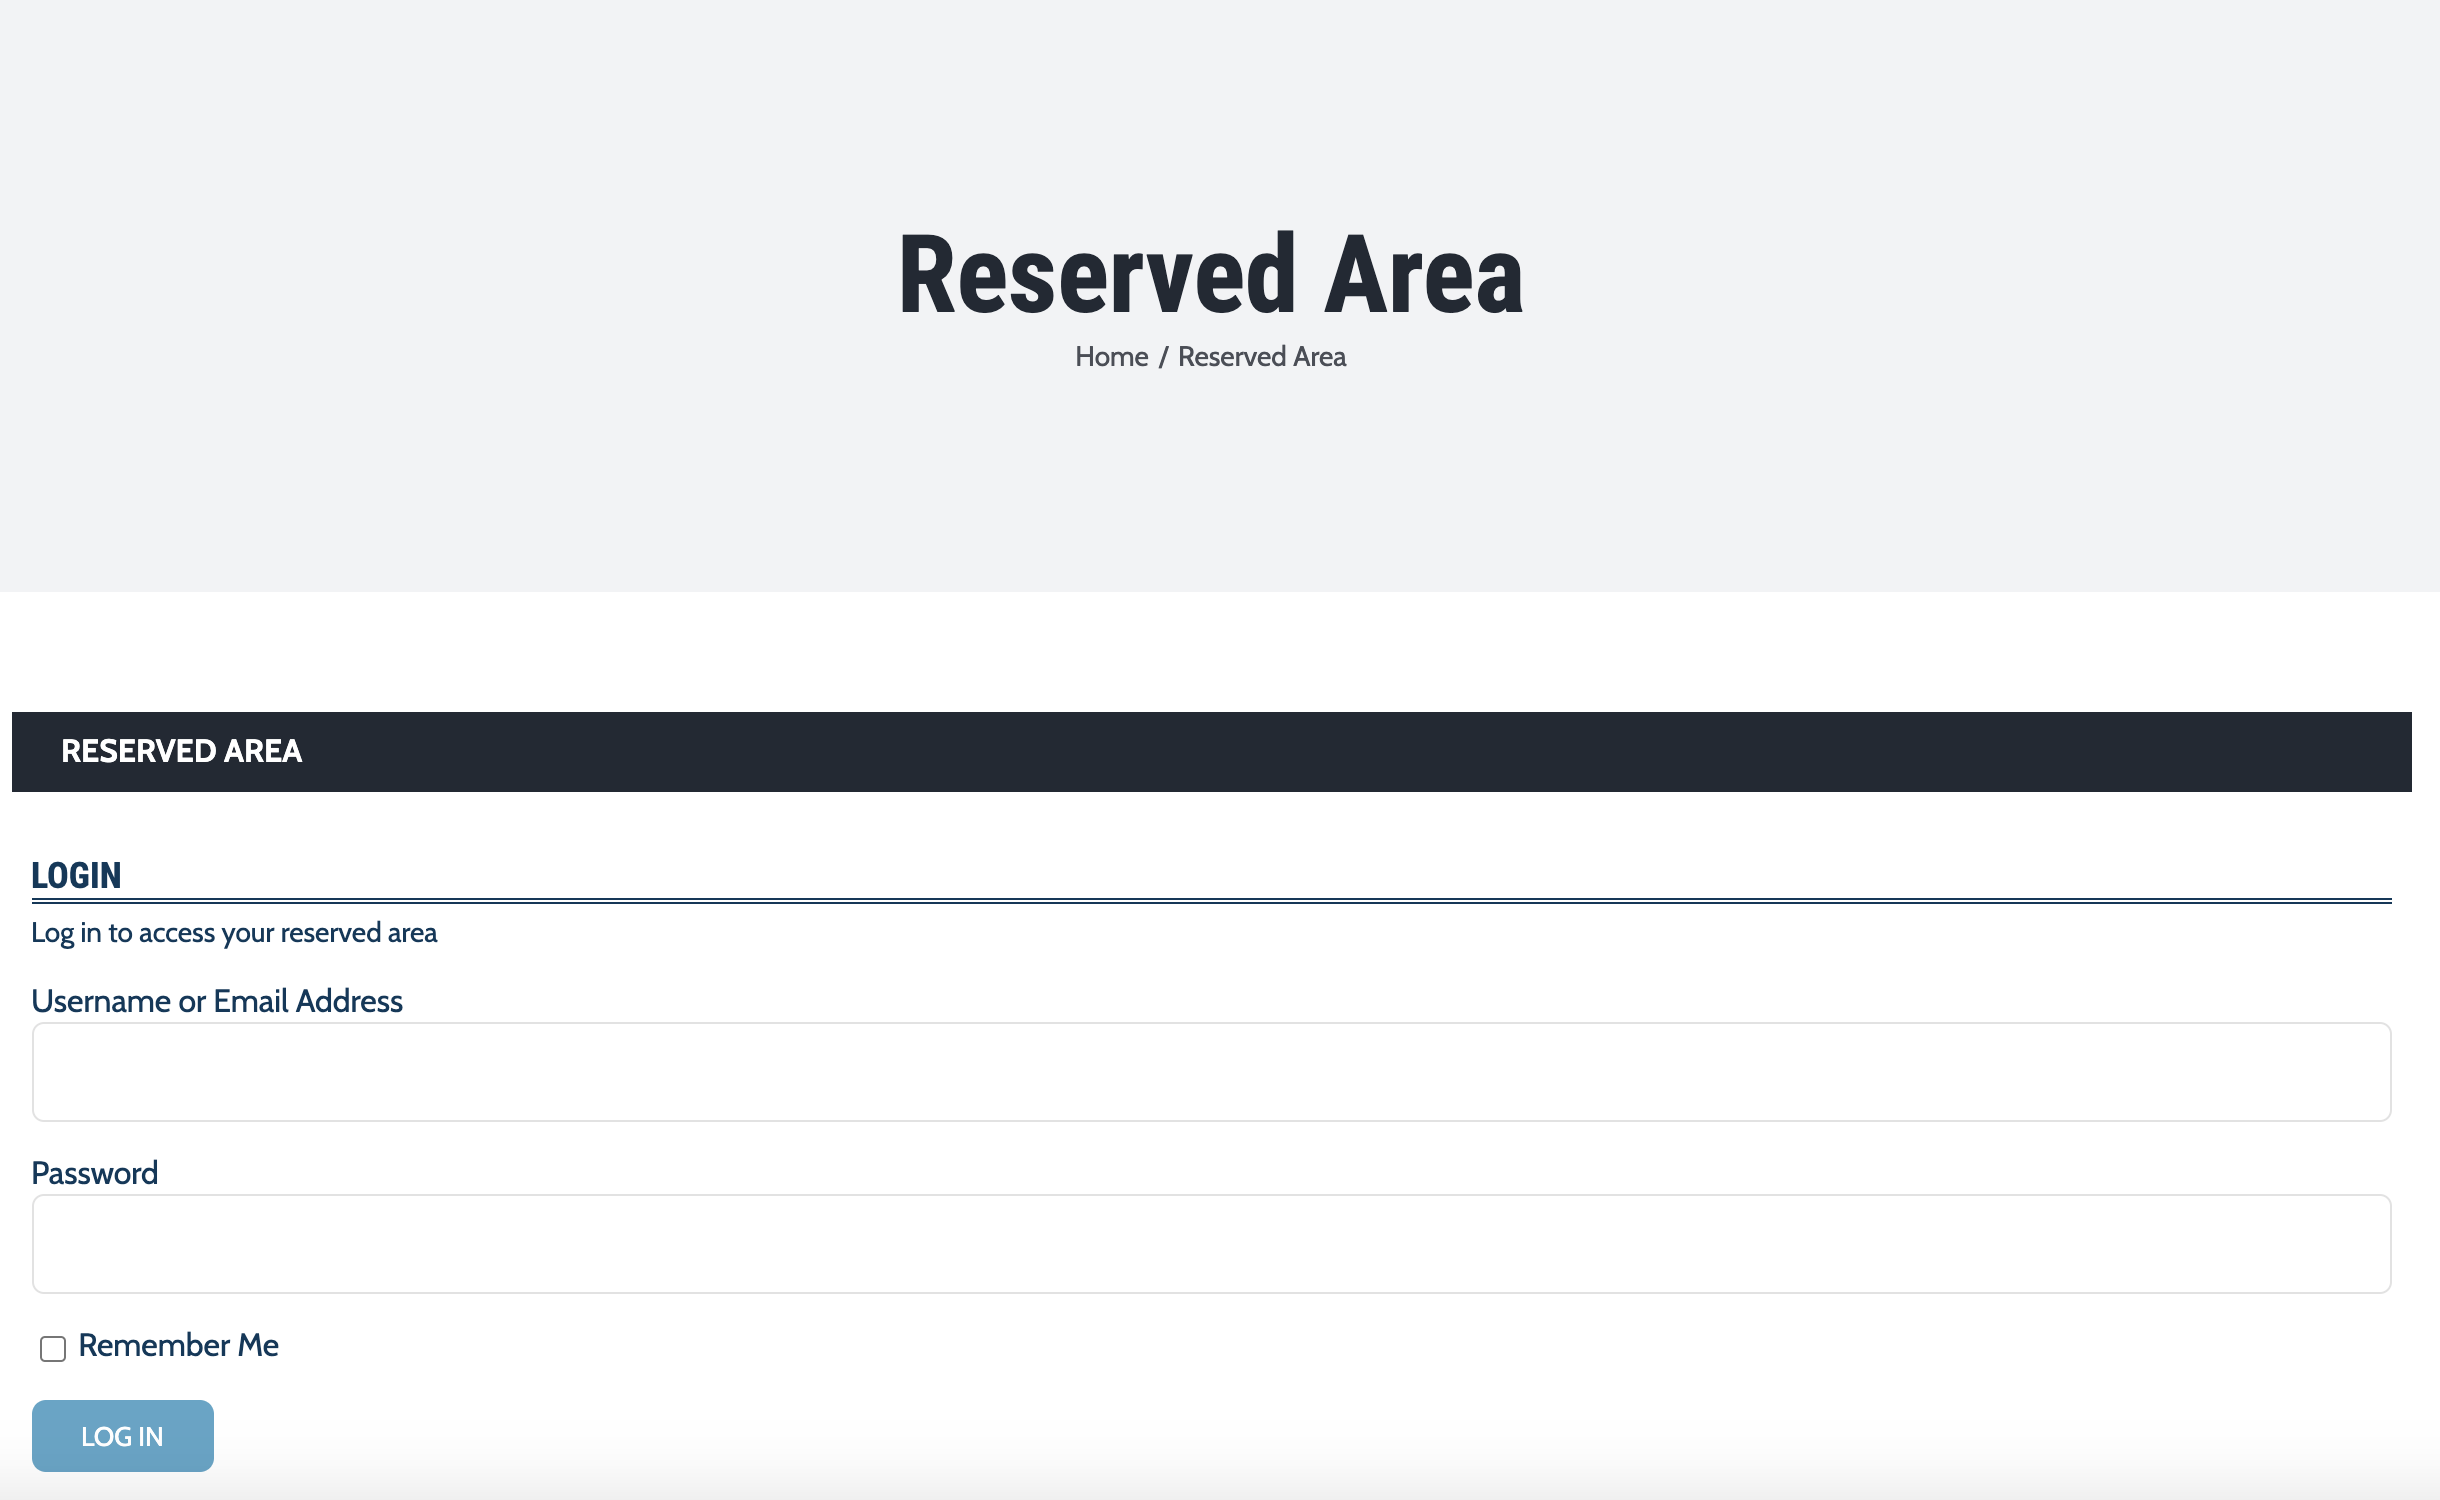 Reserved Area
Home / Reserved Area
RESERVED AREA
LOGIN
Log in to access your reserved area
Username or Email Address
Password
Remember Me
LOG IN